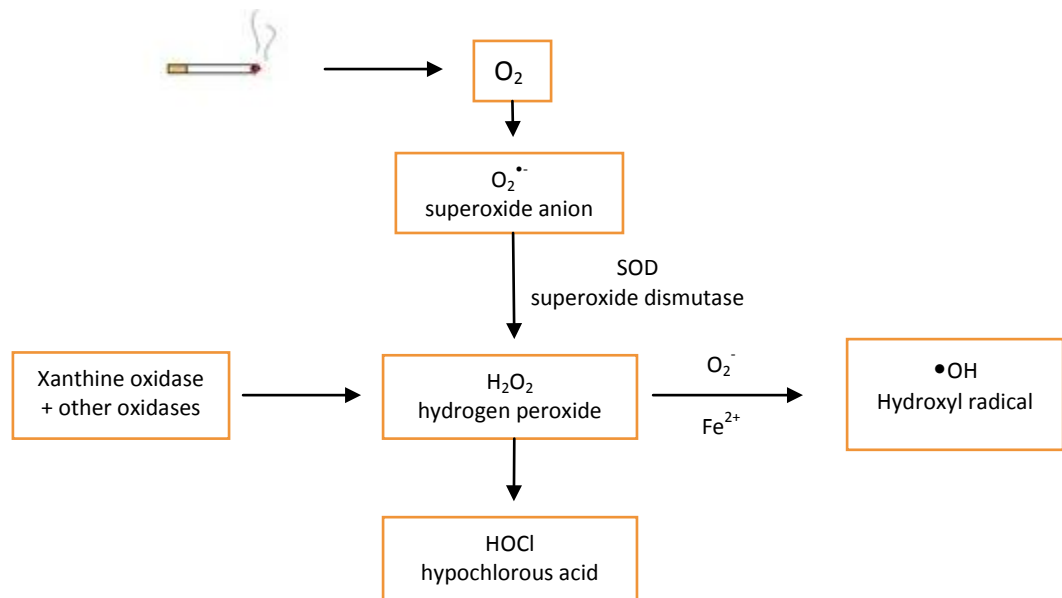 O₂
O₂•-
superoxide anion
SOD
superoxide dismutase
Xanthine oxidase
+ other oxidases
H₂O₂
hydrogen peroxide
O₂⁻
Fe²⁺
•OH
Hydroxyl radical
HOCl
hypochlorous acid